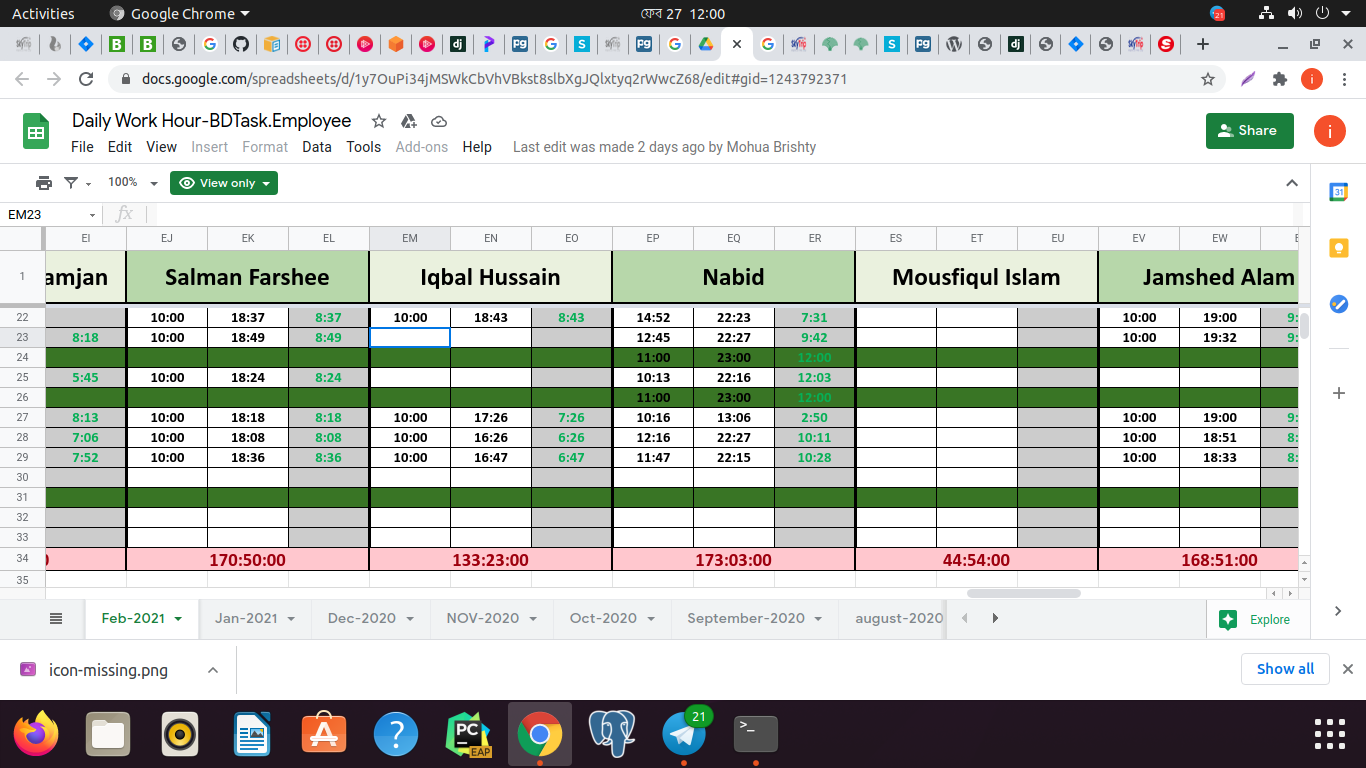 Activities Google Chrome ফেব 27 12:00 21
docs.google.com/spreadsheets/d/1y7OuPi34jMSWkCbVhVBkst8slbXgJQlxtyq2rWwcZ68/edit#gid=1243792371
Daily Work Hour-BDTask.Employee
File Edit View Insert Format Data Tools Add-ons Help Last edit was made 2 days ago by Mohua Brishty
Share
100% View only
EM23 fx
EI EJ EK EL EM EN EO EP EQ ER ES ET EU EV EW
1 amjan Salman Farshee Iqbal Hussain Nabid Mousfiqul Islam Jamshed Alam
22 10:00 18:37 8:37 10:00 18:43 8:43 14:52 22:23 7:31 10:00 19:00 9:
23 8:18 10:00 18:49 8:49 12:45 22:27 9:42 10:00 19:32 9:
24 11:00 23:00 12:00
25 5:45 10:00 18:24 8:24 10:13 22:16 12:03
26 11:00 23:00 12:00
27 8:13 10:00 18:18 8:18 10:00 17:26 7:26 10:16 13:06 2:50 10:00 19:00 9:
28 7:06 10:00 18:08 8:08 10:00 16:26 6:26 12:16 22:27 10:11 10:00 18:51 8:
29 7:52 10:00 18:36 8:36 10:00 16:47 6:47 11:47 22:15 10:28 10:00 18:33 8:
30
31
32
33
34 170:50:00 133:23:00 173:03:00 44:54:00 168:51:00
35
Feb-2021 Jan-2021 Dec-2020 NOV-2020 Oct-2020 September-2020 august-2020 Explore
icon-missing.png Show all
PC EAP 21